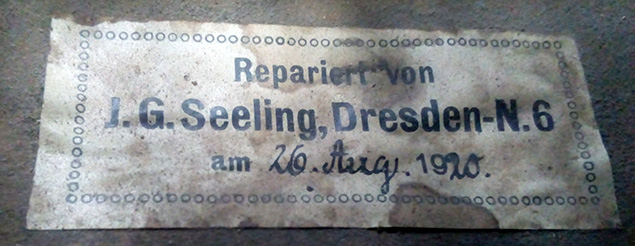 Repariert von
J. G. Seeling, Dresden-N. 6
am 26. Aug. 1920.